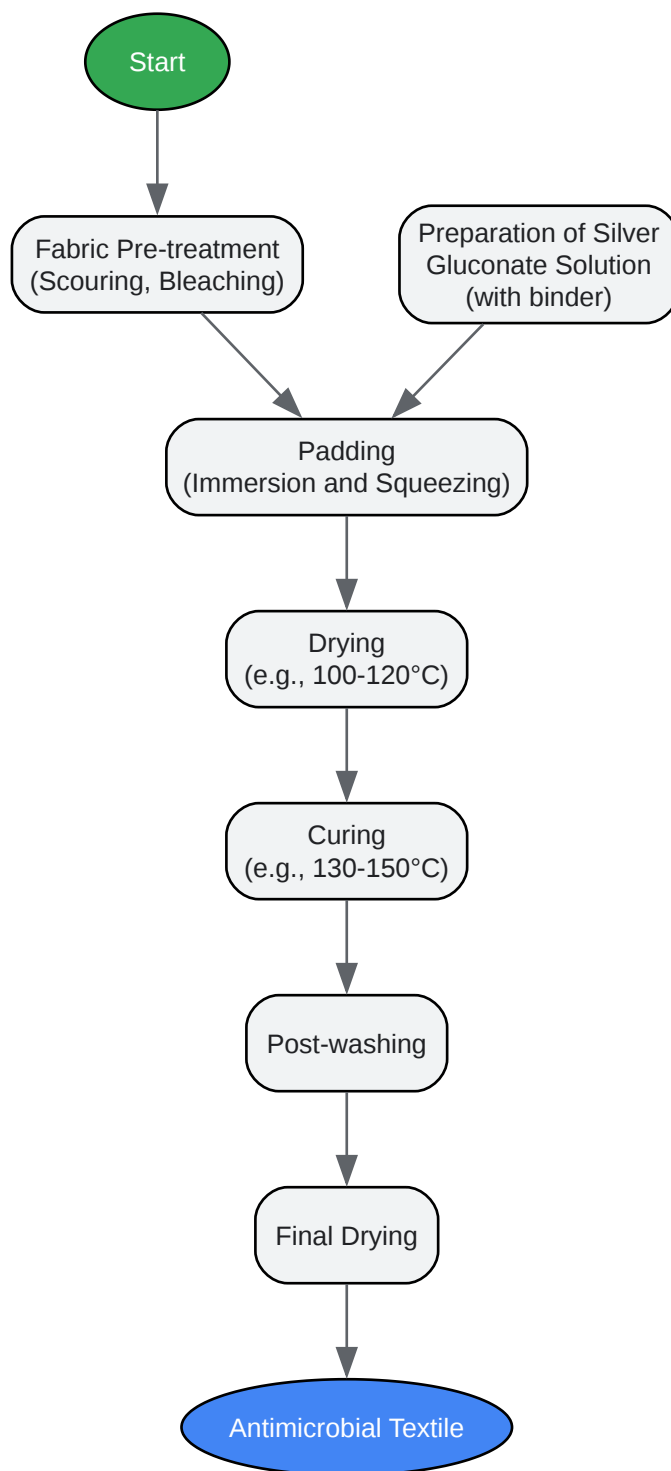 Start
Fabric Pre-treatment
(Scouring, Bleaching)
Preparation of Silver
Gluconate Solution
(with binder)
Padding
(Immersion and Squeezing)
Drying
(e.g., 100-120°C)
Curing
(e.g., 130-150°C)
Post-washing
Final Drying
Antimicrobial Textile